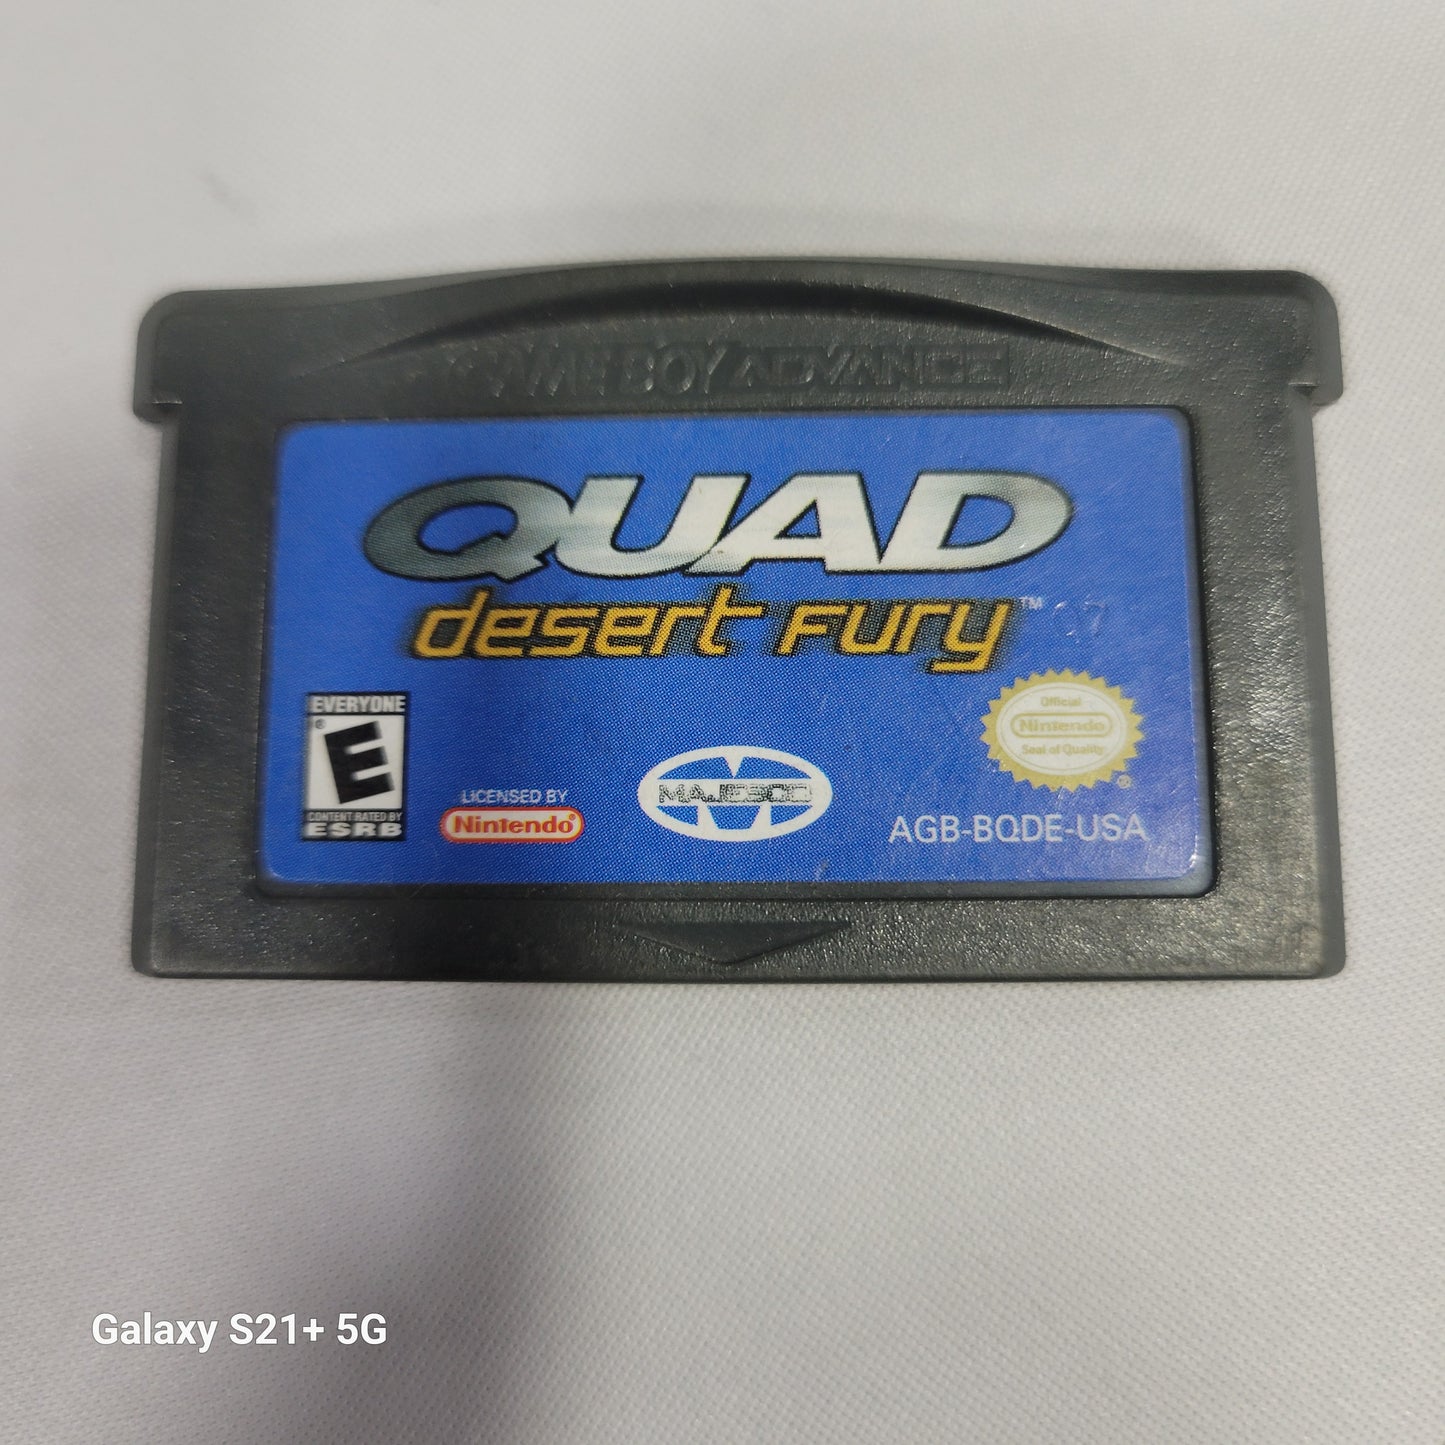 GAME BOY ADVANCE
QUAD
desert FURY™
EVERYONE
E
CONTENT RATED BY
ESRB
LICENSED BY
Nintendo®
MAJESCO
Official
Nintendo
Seal of Quality
®
AGB-BQDE-USA
Galaxy S21+ 5G